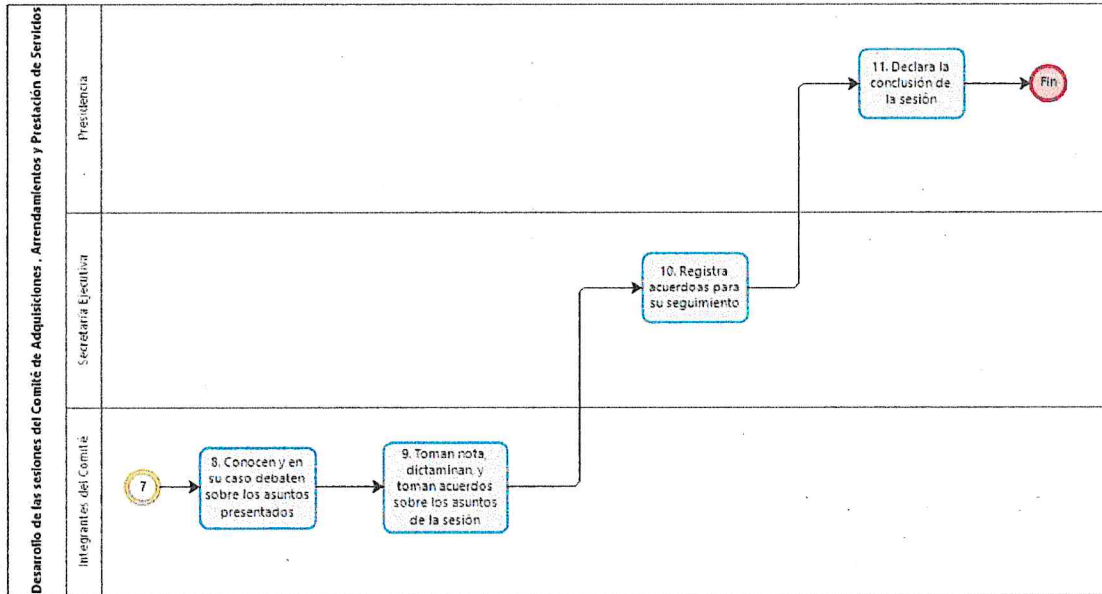 Desarrollo de las sesiones del Comité de Adquisiciones , Arrendamientos y Prestación de Servicios
Presidencia
11. Declara la
conclusión de
la sesión
Fin
Secretaría Ejecutiva
10. Registra
acuerdoas para
su seguimiento
Integrantes del Comité
7
8. Conocen y en
su caso debaten
sobre los asuntos
presentados
9. Toman nota,
dictaminan, y
toman acuerdos
sobre los asuntos
de la sesión